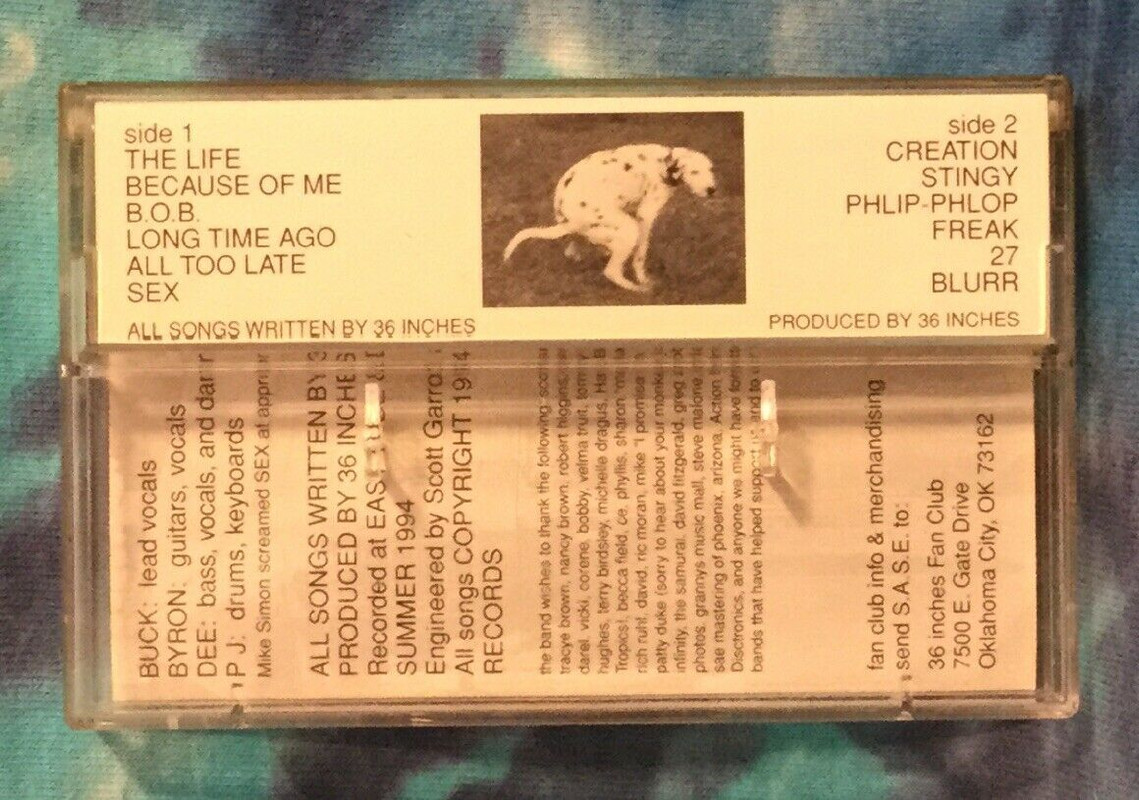 side 1
THE LIFE
BECAUSE OF ME
B.O.B.
LONG TIME AGO
ALL TOO LATE
SEX
ALL SONGS WRITTEN BY 36 INCHES
side 2
CREATION
STINGY
PHLIP-PHLOP
FREAK
27
BLURR
PRODUCED BY 36 INCHES
BUCK: lead vocals
BYRON: guitars, vocals
DEE: bass, vocals, and
P J: drums, keyboards
Mike Simon screamed SEX at
ALL SONGS WRITTEN BY
PRODUCED BY 36 INCHES
Recorded at
SUMMER 1994
Engineered by Scott
All songs COPYRIGHT
RECORDS
the band wishes to thank the following
tracye brown, nancy brown, robert hlggins,
darel, vicki, corene, bobby, velma truit,
hughes, terry birdsley, michelle dragus,
Tropics!, becca field, ce, phyllis, sharon
rich ruhl, david, ric moran, mike "I promise
patty duke (sorry to hear about your
infinity, the samurai, david fitzgerald, greg
photos, grannys music mall, steve malone
sae mastering of phoenix, arizona, Action
Disctronics, and anyone we might have
bands that have helped support
fan club info & merchandising
send S.A.S.E. to:
36 inches Fan Club
7500 E. Gate Drive
Oklahoma City, OK 73162